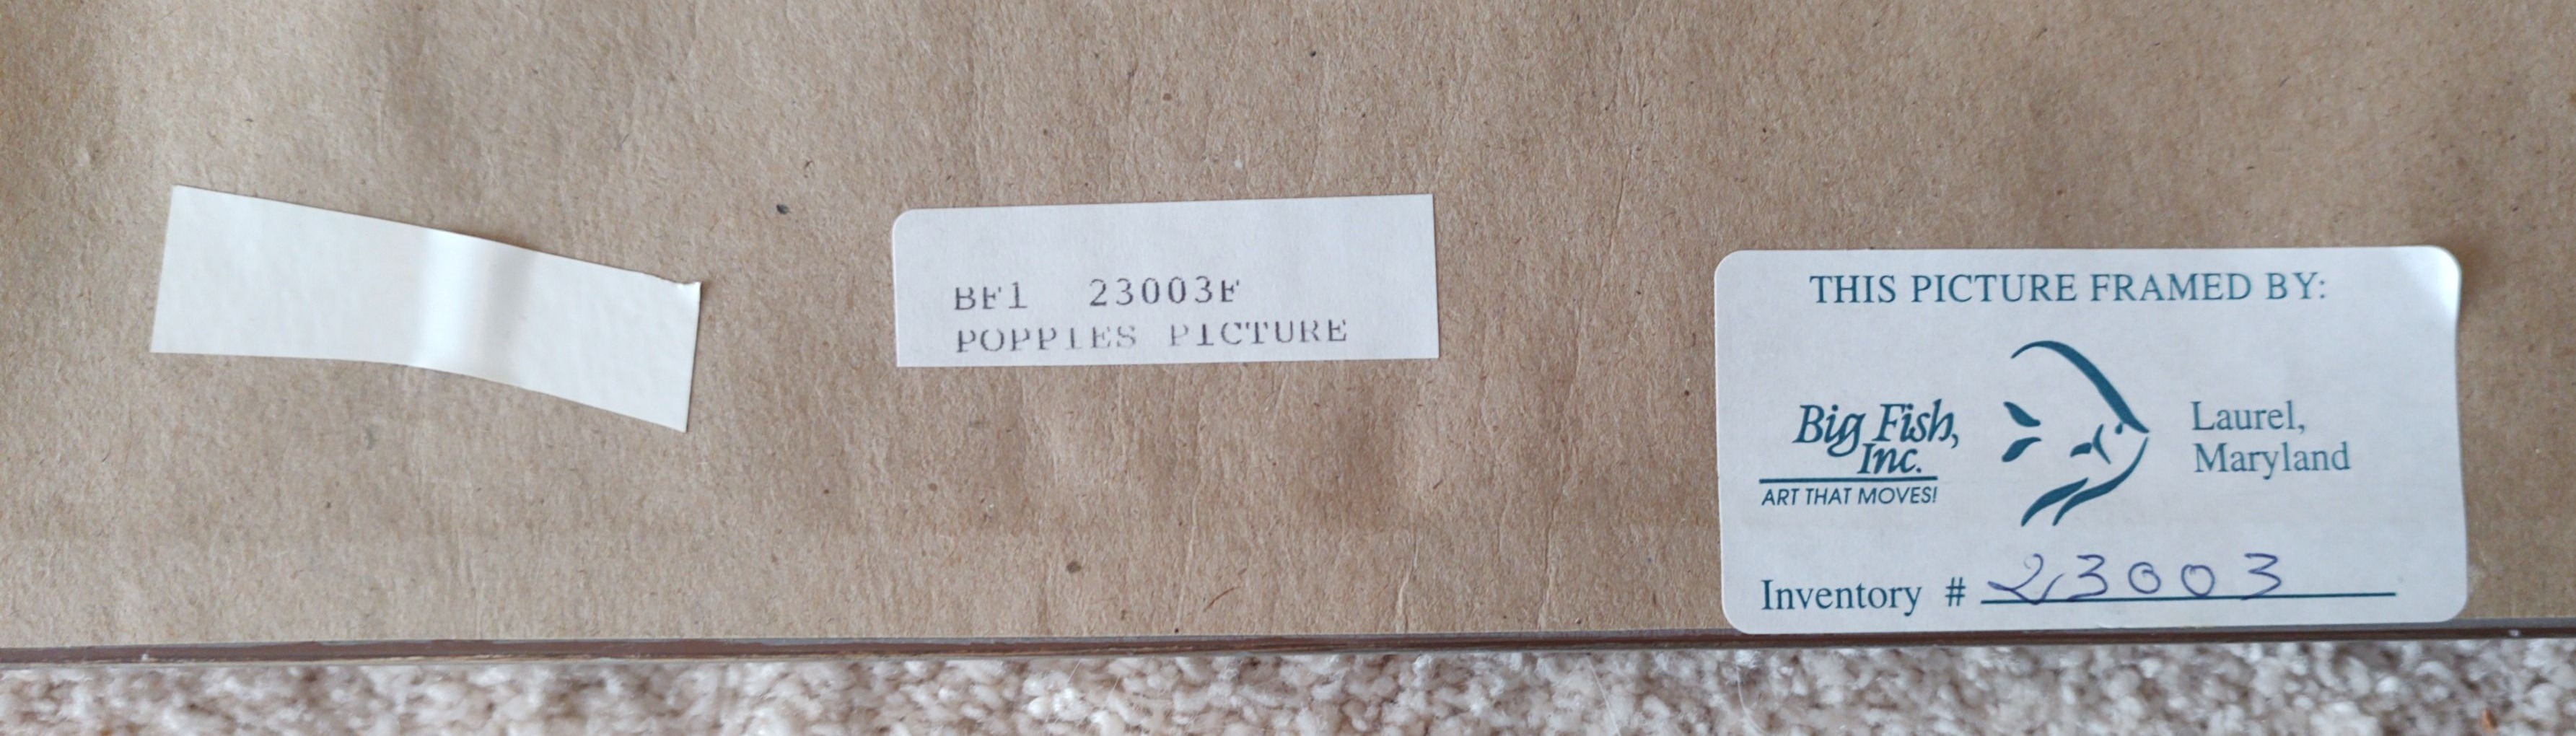 BF1 23003F
POPPIES PICTURE
THIS PICTURE FRAMED BY:
Big Fish,
Inc.
ART THAT MOVES!
Laurel,
Maryland
Inventory # 23003